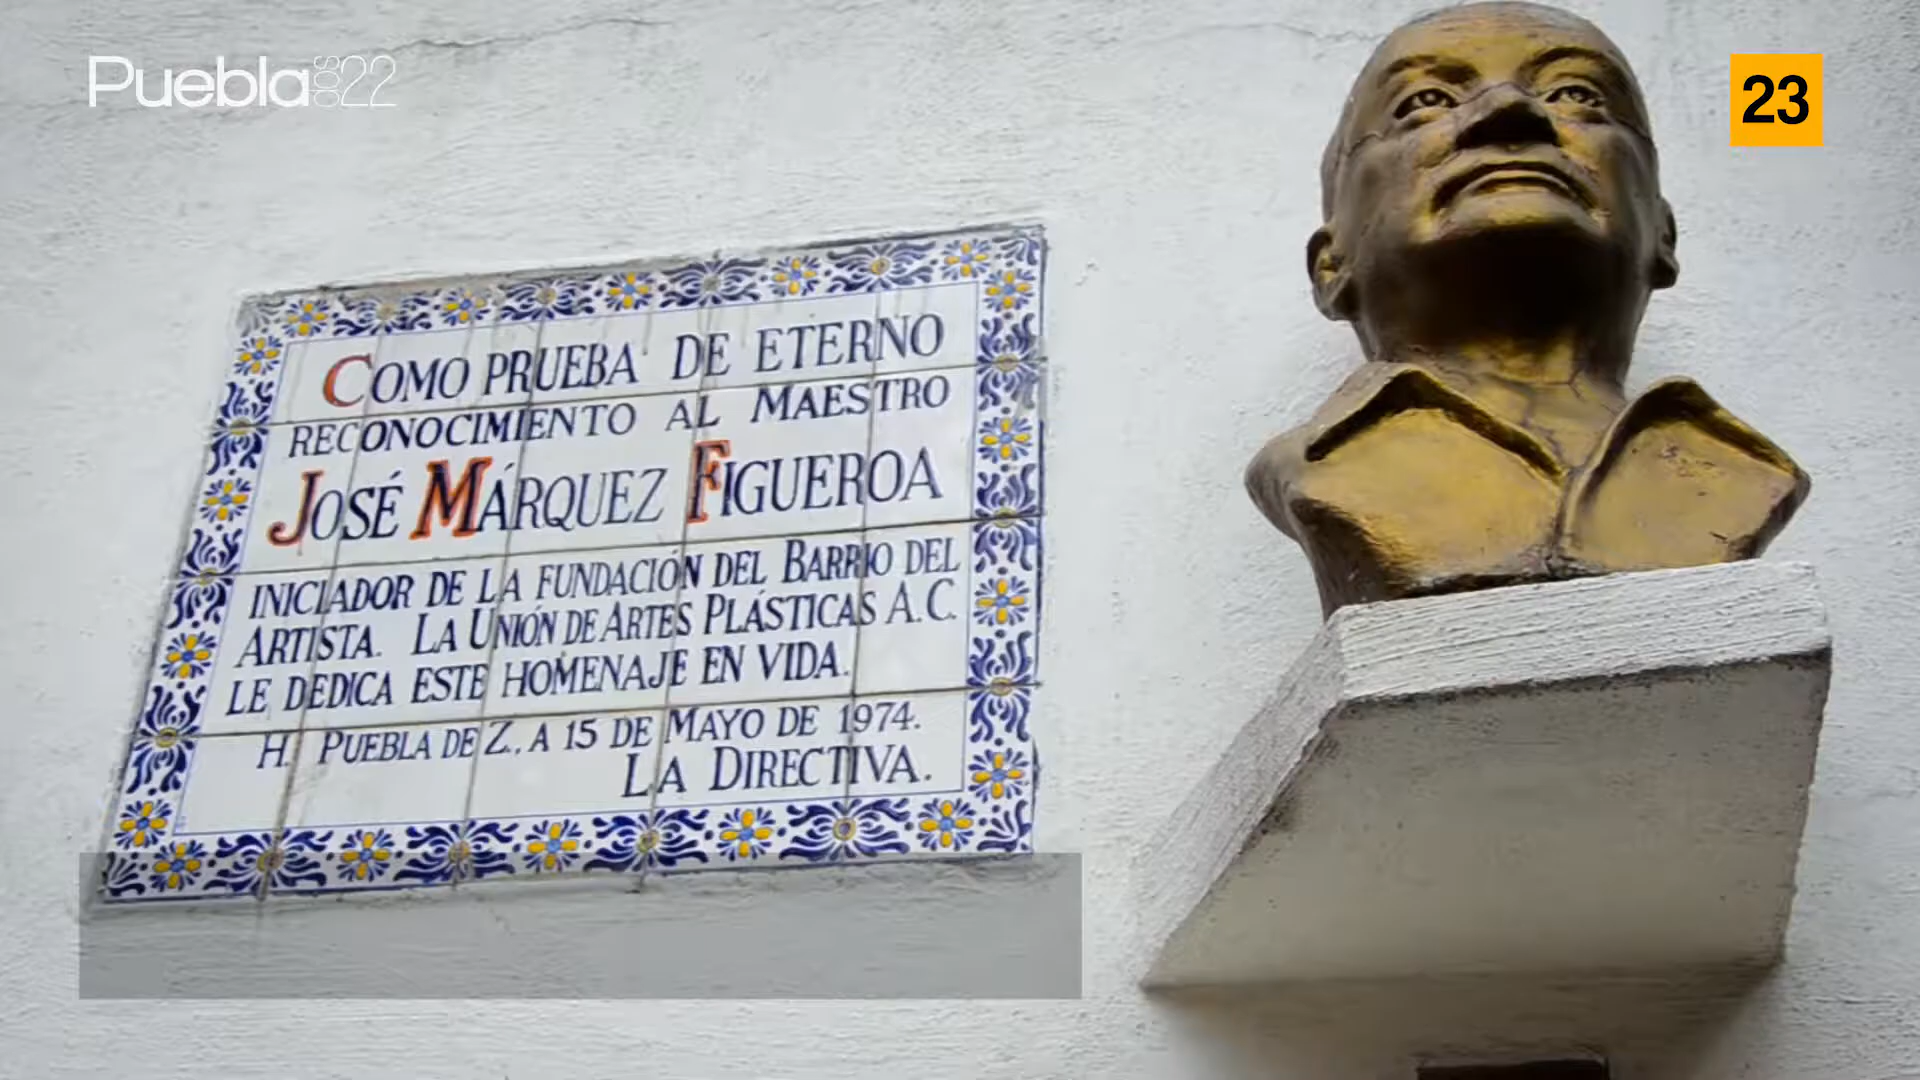 Puebla dos 22
23
COMO PRUEBA DE ETERNO
RECONOCIMIENTO AL MAESTRO
JOSÉ MÁRQUEZ FIGUEROA
INICIADOR DE LA FUNDACIÓN DEL BARRIO DEL
ARTISTA. LA UNIÓN DE ARTES PLÁSTICAS A.C.
LE DEDICA ESTE HOMENAJE EN VIDA.
H. PUEBLA DE Z., A 15 DE MAYO DE 1974.
LA DIRECTIVA.